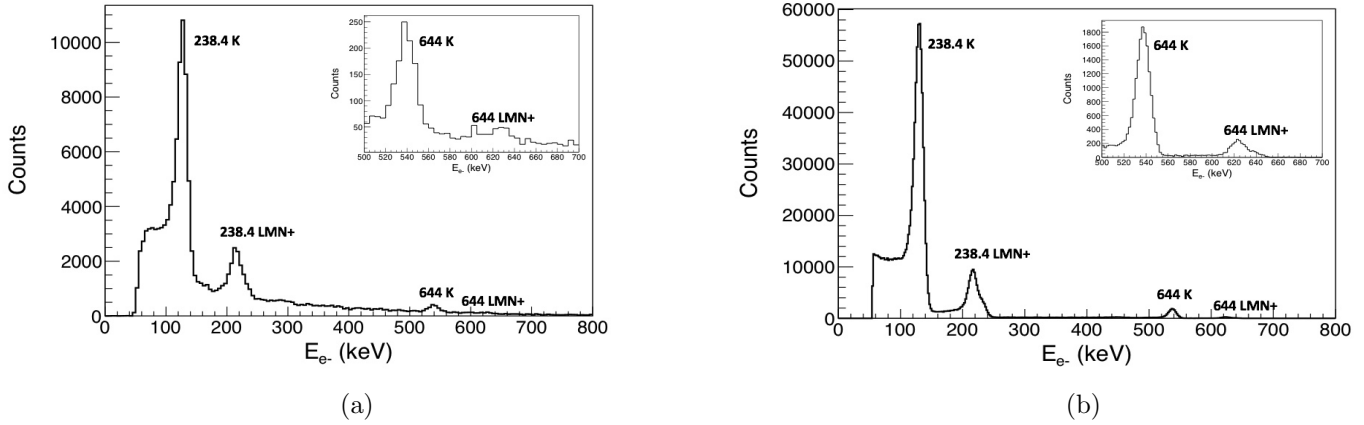 10000
8000
6000
4000
2000
0
Counts
0 100 200 300 400 500 600 700 800
E_e- (keV)
238.4 K
238.4 LMN+
644 K
644 LMN+
250
200
150
100
50
Counts
500 520 540 560 580 600 620 640 660 680 700
E_e- (keV)
644 K
644 LMN+
(a)
60000
50000
40000
30000
20000
10000
0
Counts
0 100 200 300 400 500 600 700 800
E_e- (keV)
238.4 K
238.4 LMN+
644 K
644 LMN+
1800
1600
1400
1200
1000
800
600
400
200
0
Counts
500 520 540 560 580 600 620 640 660 680 700
E_e- (keV)
644 K
644 LMN+
(b)